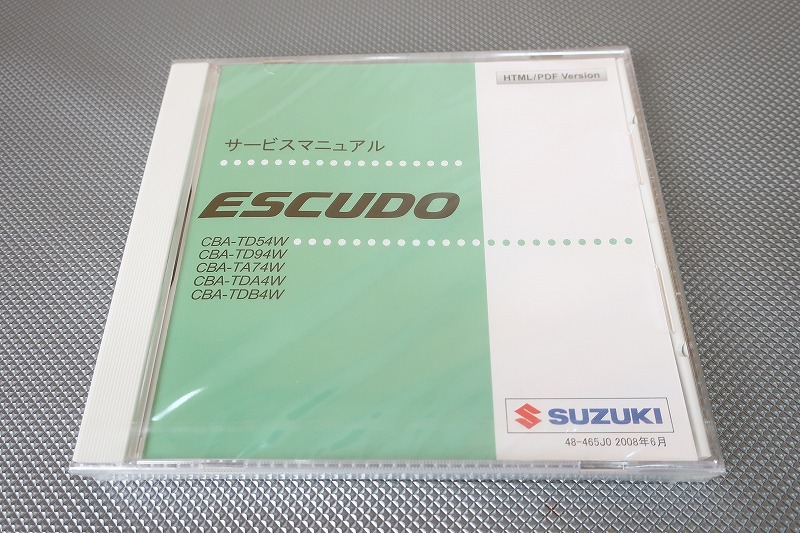 HTML/PDF Version
サービスマニュアル
ESCUDO
CBA-TD54W
CBA-TD94W
CBA-TA74W
CBA-TDA4W
CBA-TDB4W
SUZUKI
48-465J0 2008年6月